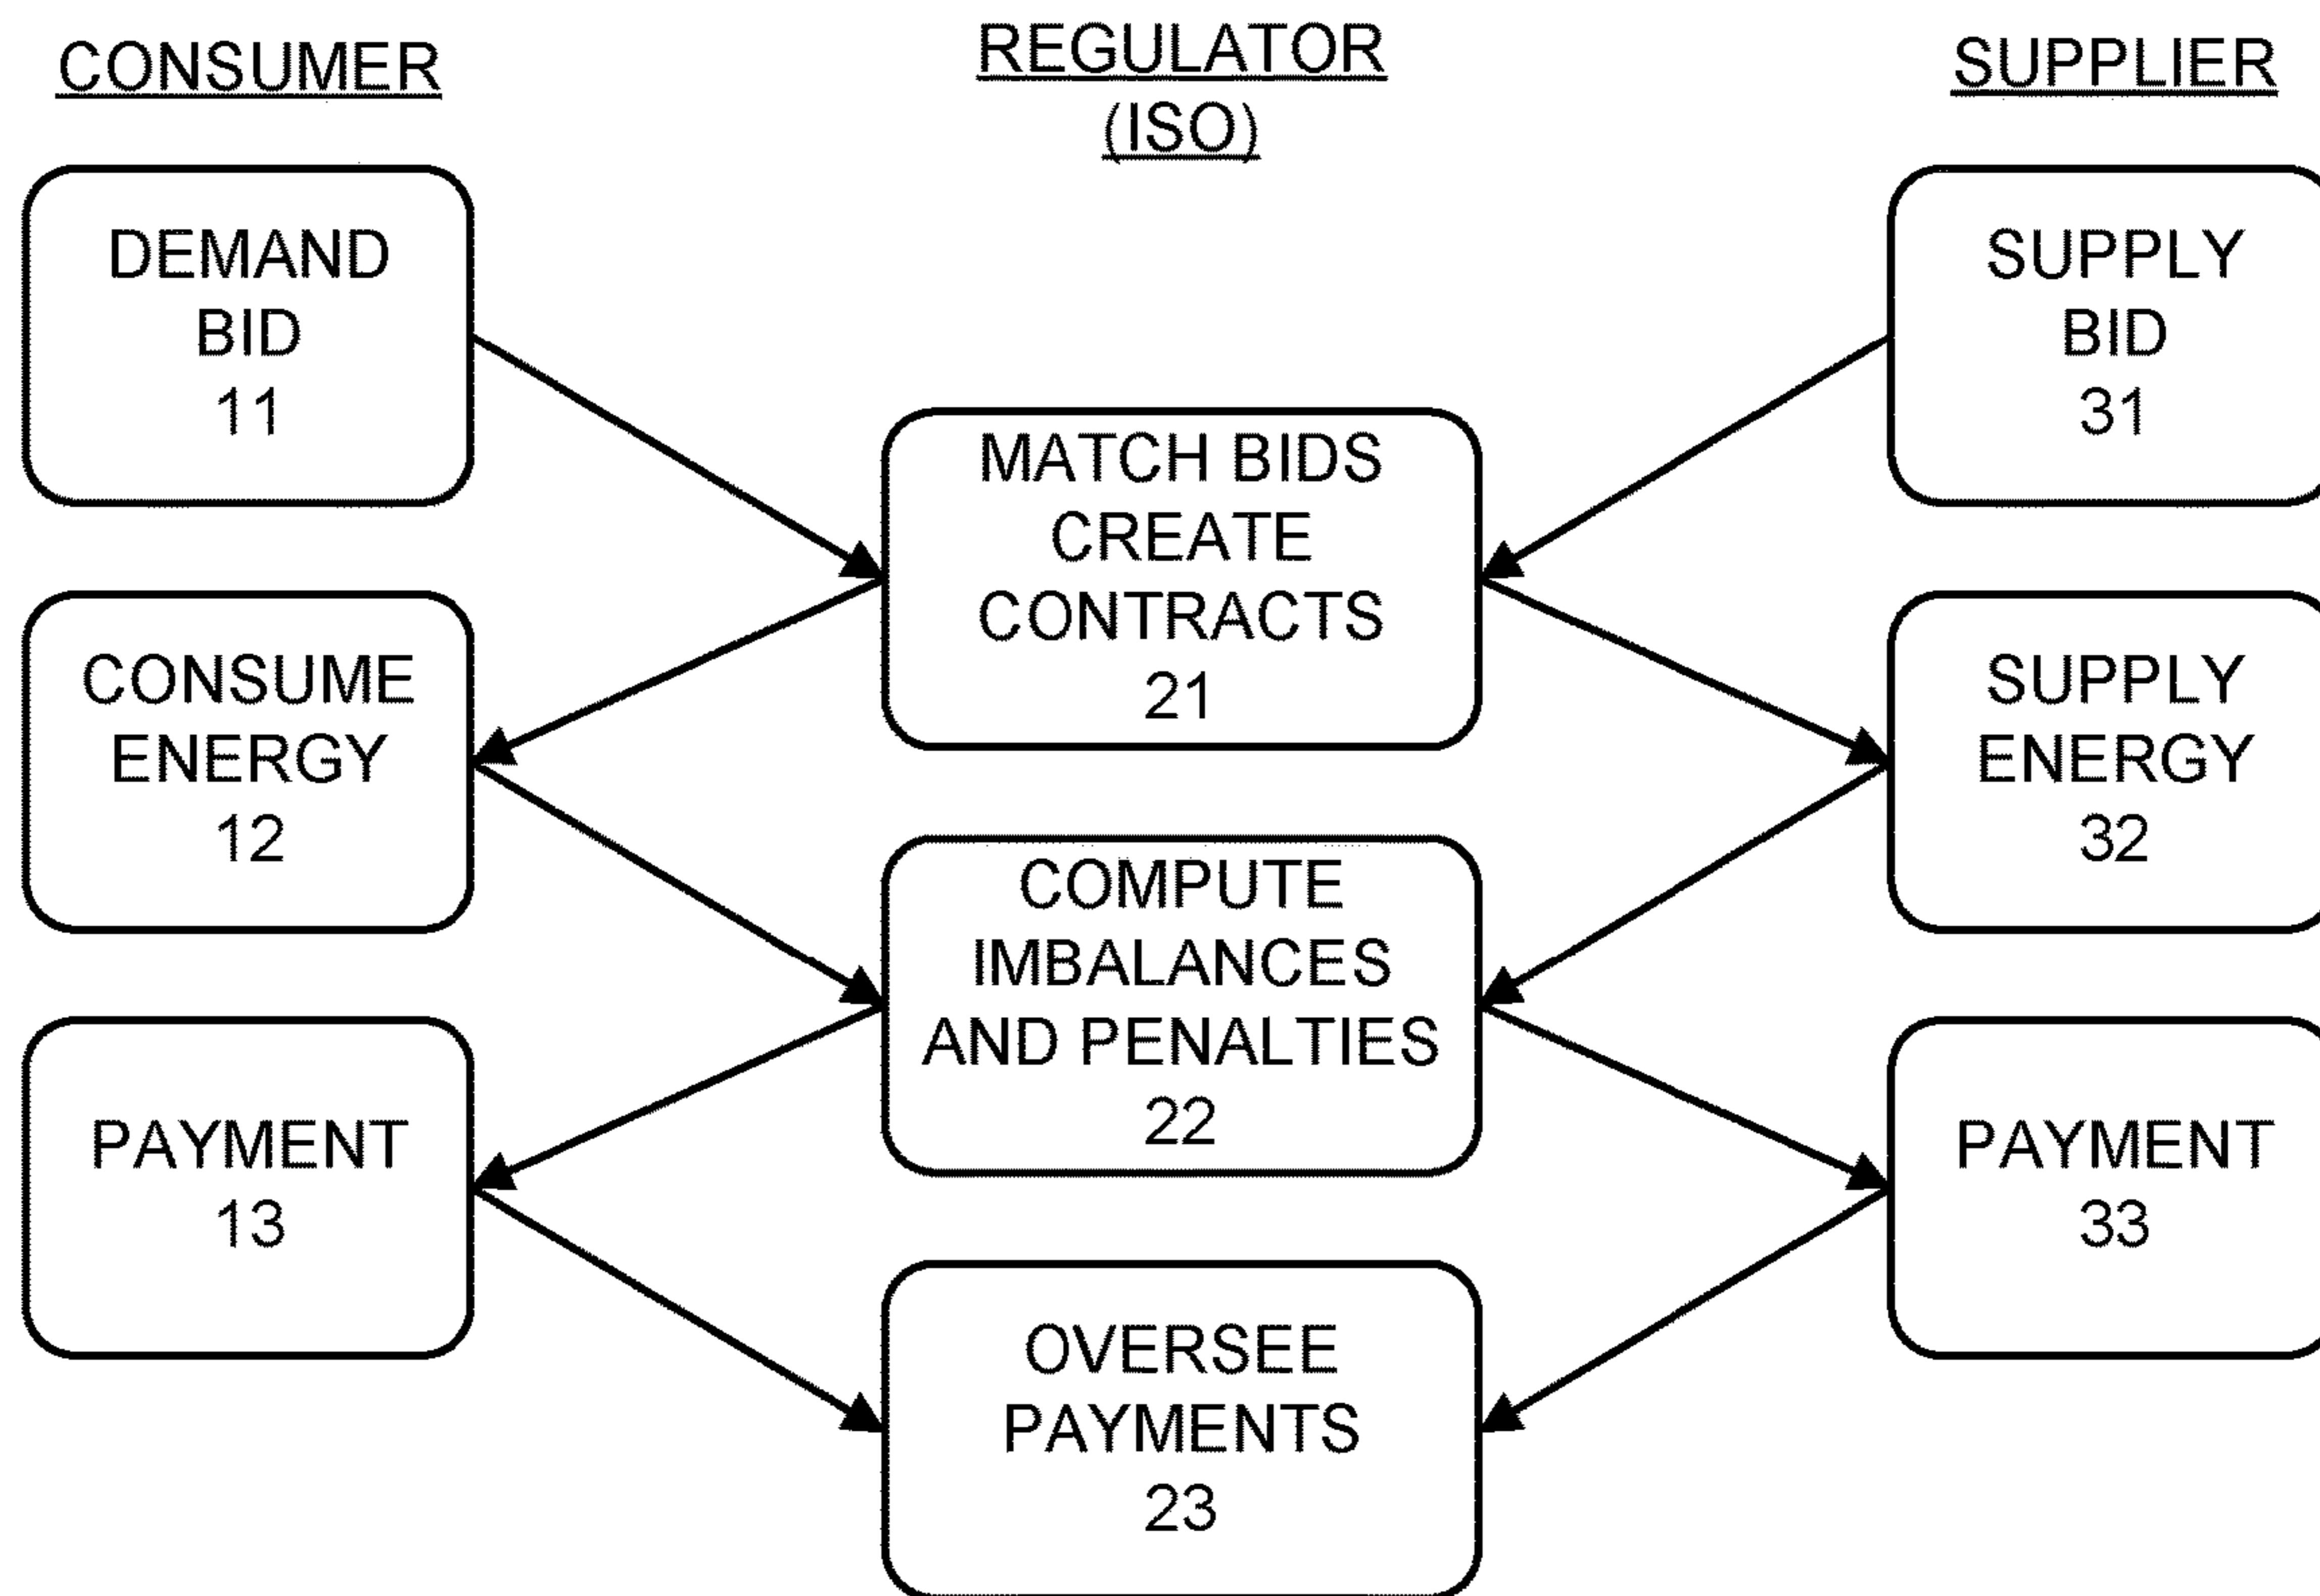 CONSUMER
REGULATOR
(ISO)
SUPPLIER
DEMAND
BID
11
SUPPLY
BID
31
MATCH BIDS
CREATE
CONTRACTS
21
CONSUME
ENERGY
12
SUPPLY
ENERGY
32
COMPUTE
IMBALANCES
AND PENALTIES
22
PAYMENT
13
PAYMENT
33
OVERSEE
PAYMENTS
23